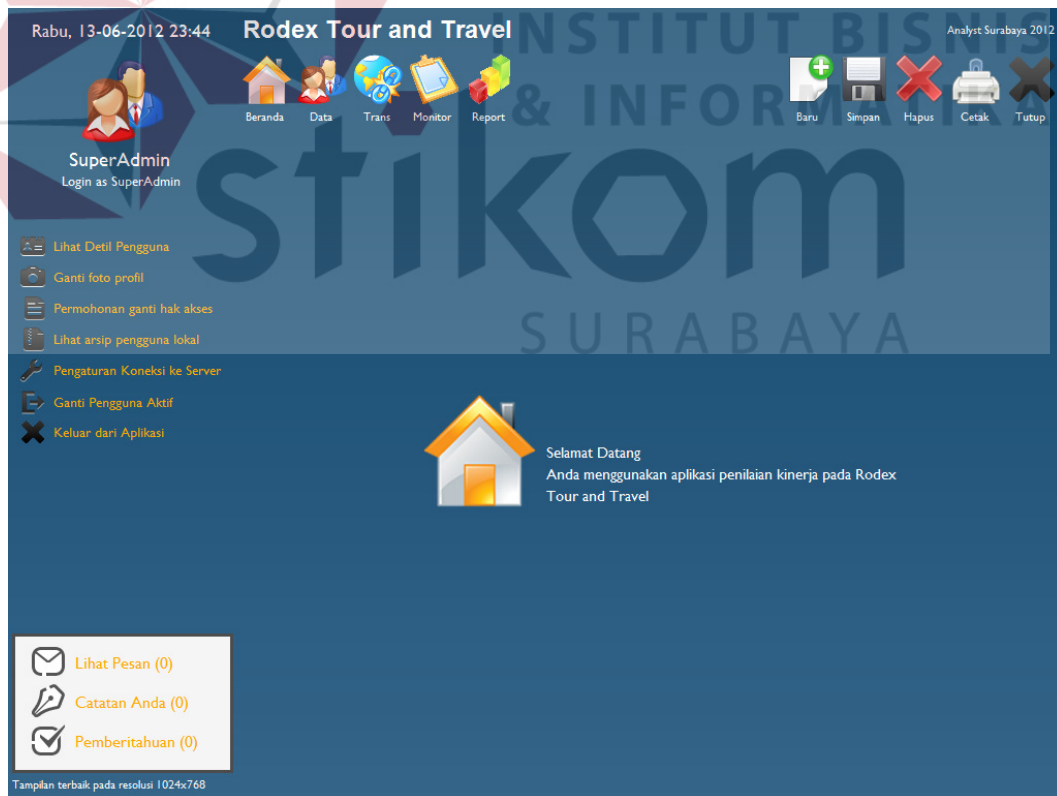 Rabu, 13-06-2012 23:44
Rodex Tour and Travel
INSTITUT BISNIS
Analyst Surabaya 2012
& INFORMATIKA
Beranda Data Trans Monitor Report
Baru Simpan Hapus Cetak Tutup
SuperAdmin
Login as SuperAdmin
stikom
SURABAYA
Lihat Detil Pengguna
Ganti foto profil
Permohonan ganti hak akses
Lihat arsip pengguna lokal
Pengaturan Koneksi ke Server
Ganti Pengguna Aktif
Keluar dari Aplikasi
Selamat Datang
Anda menggunakan aplikasi penilaian kinerja pada Rodex
Tour and Travel
Lihat Pesan (0)
Catatan Anda (0)
Pemberitahuan (0)
Tampilan terbaik pada resolusi 1024x768